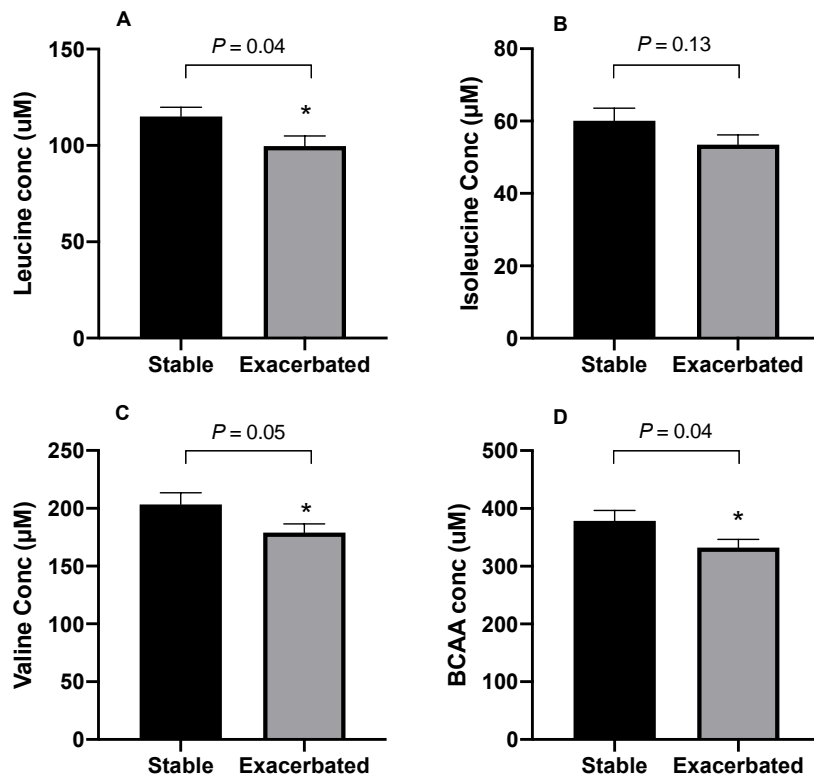 A
P = 0.04
Leucine conc (uM)
150
100
50
0
*
Stable Exacerbated
B
P = 0.13
Isoleucine Conc (µM)
80
60
40
20
0
Stable Exacerbated
C
P = 0.05
Valine Conc (µM)
250
200
150
100
50
0
*
Stable Exacerbated
D
P = 0.04
BCAA conc (uM)
500
400
300
200
100
0
*
Stable Exacerbated